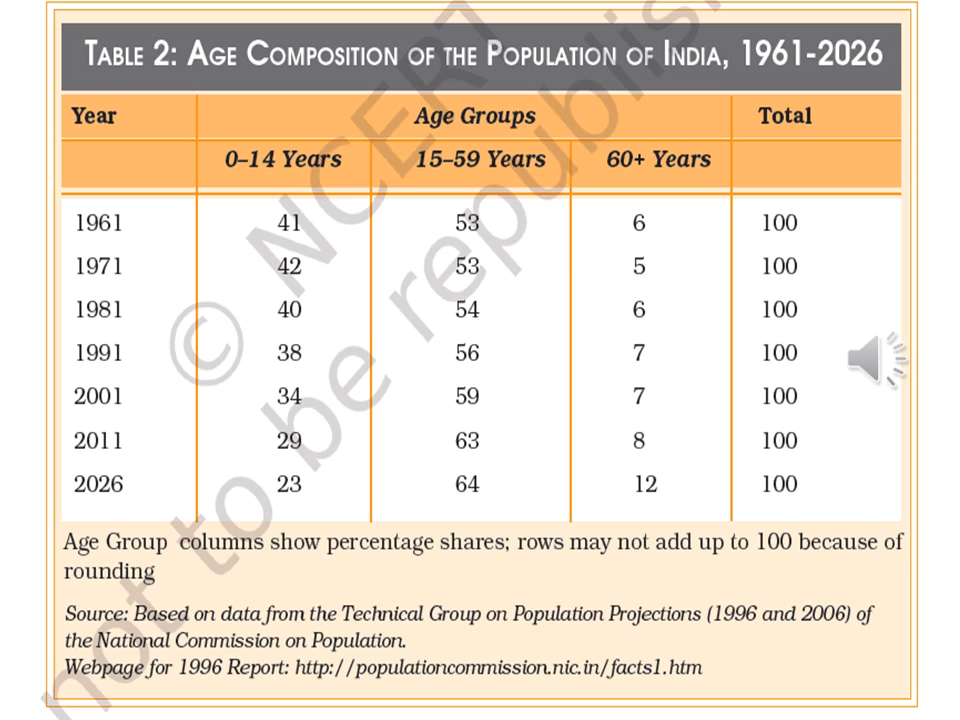 TABLE 2: AGE COMPOSITION OF THE POPULATION OF INDIA, 1961-2026
Year Age Groups Total
0–14 Years 15–59 Years 60+ Years
1961 41 53 6 100
1971 42 53 5 100
1981 40 54 6 100
1991 38 56 7 100
2001 34 59 7 100
2011 29 63 8 100
2026 23 64 12 100
Age Group columns show percentage shares; rows may not add up to 100 because of
rounding
Source: Based on data from the Technical Group on Population Projections (1996 and 2006) of
the National Commission on Population.
Webpage for 1996 Report: http://populationcommission.nic.in/facts1.htm
© NCERT
not to be republis